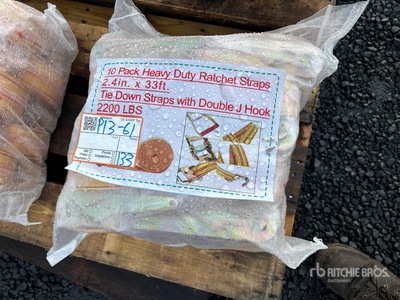 10 Pack Heavy Duty Ratchet Straps
2.4in. x 33ft.
Tie Down Straps with Double J Hook
2200 LBS
P13-61
133
rb RITCHIE BROS.
Auctioneers